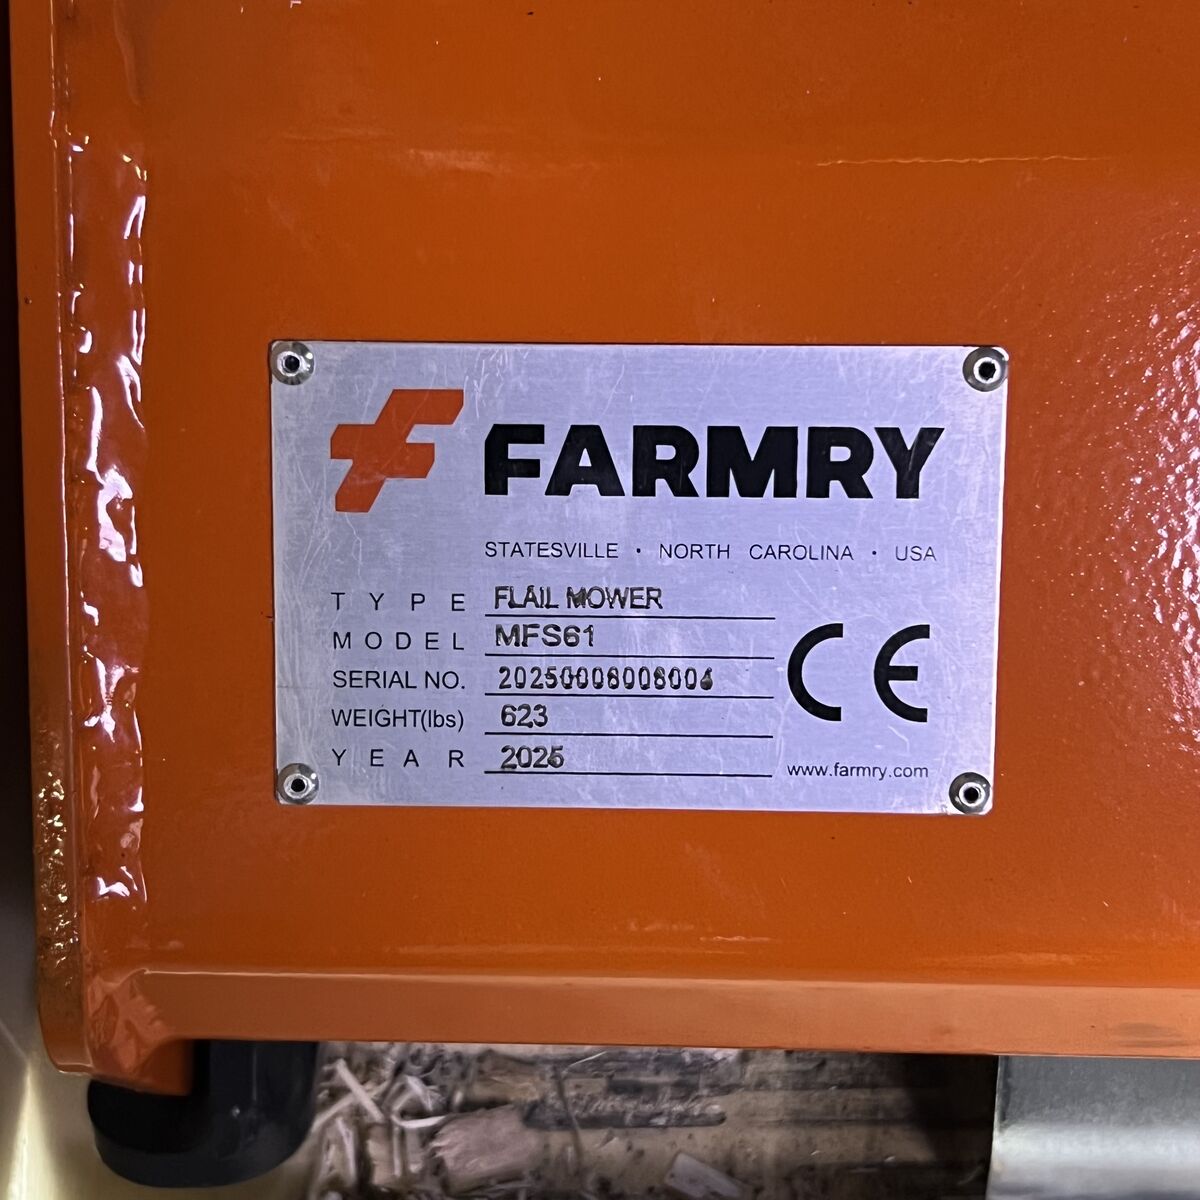 FARMRY
STATESVILLE · NORTH CAROLINA · USA
TYPE FLAIL MOWER
MODEL MFS61
SERIAL NO.
WEIGHT(lbs) 623
YEAR 2025
CE
www.farmry.com